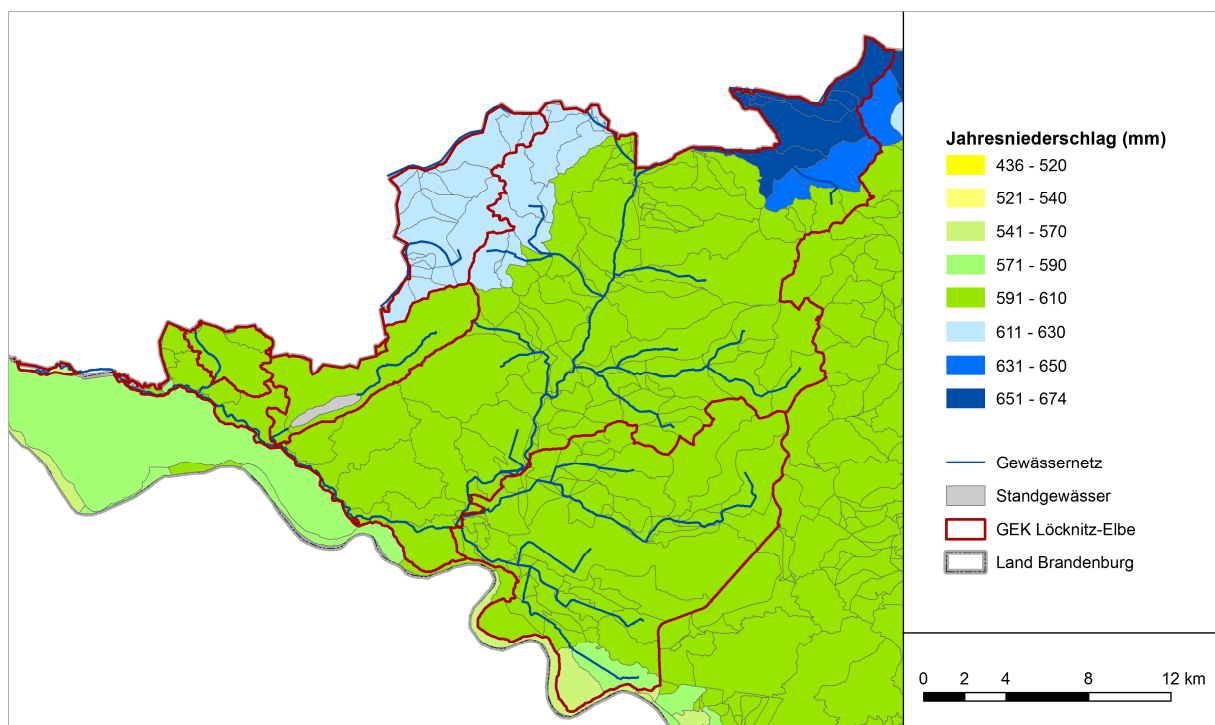 Jahresniederschlag (mm)
436 - 520
521 - 540
541 - 570
571 - 590
591 - 610
611 - 630
631 - 650
651 - 674
Gewässernetz
Standgewässer
GEK Löcknitz-Elbe
Land Brandenburg
0 2 4 8 12 km